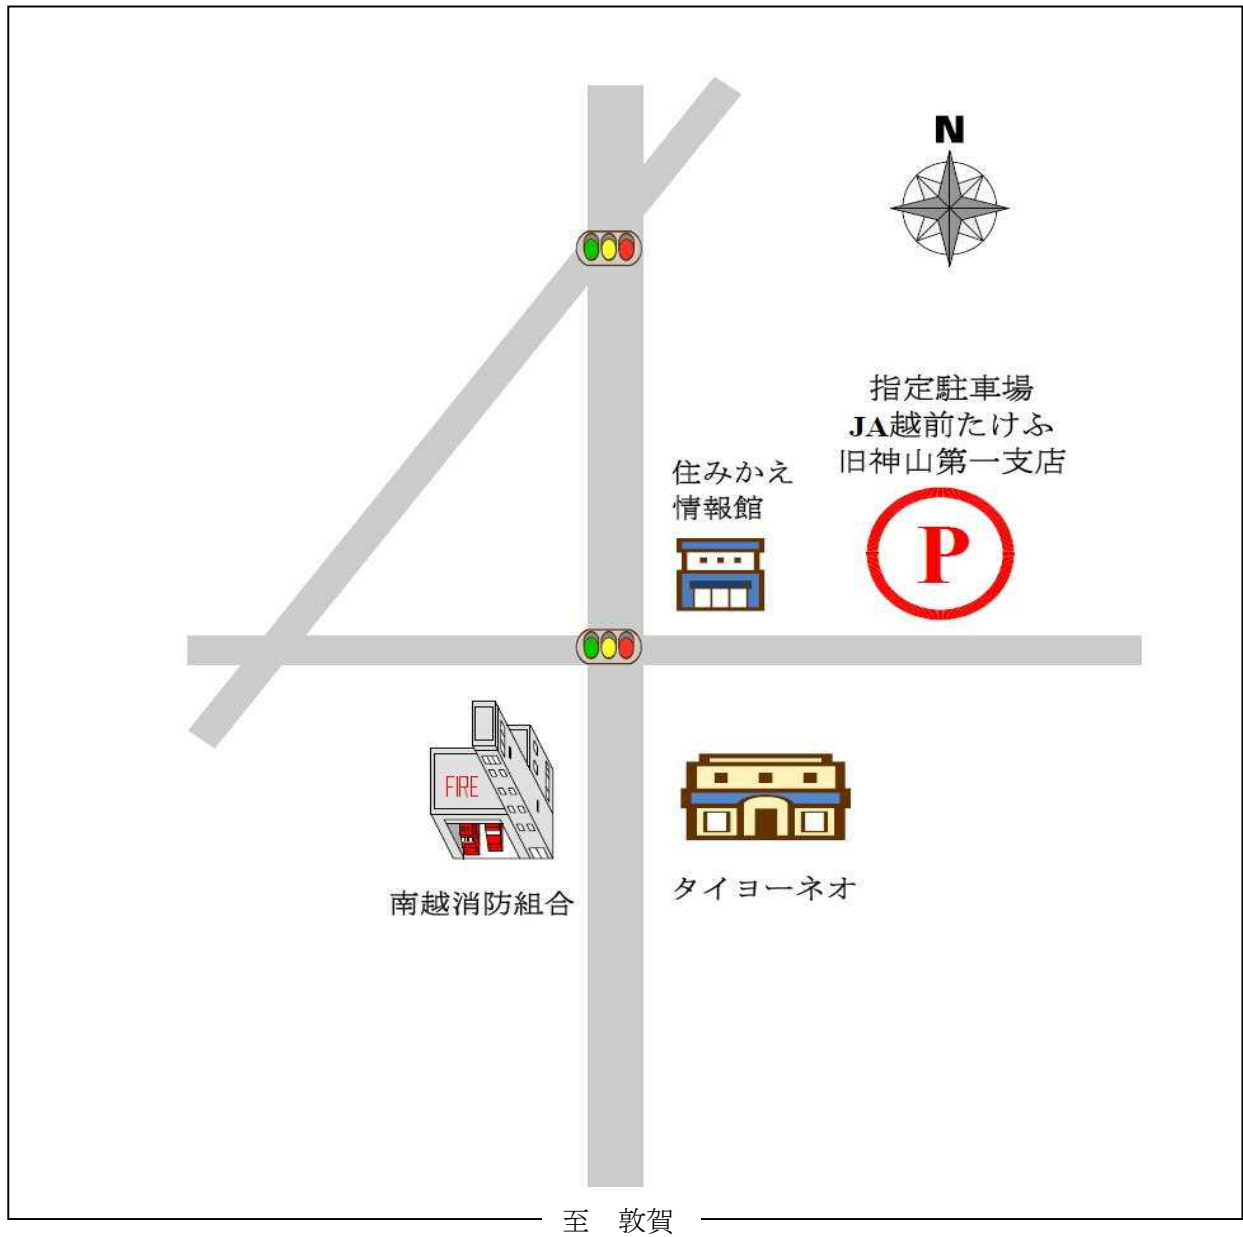 N
指定駐車場
JA越前たけふ
旧神山第一支店
住みかえ
情報館
P
FIRE
南越消防組合
タイヨーネオ
至　敦賀